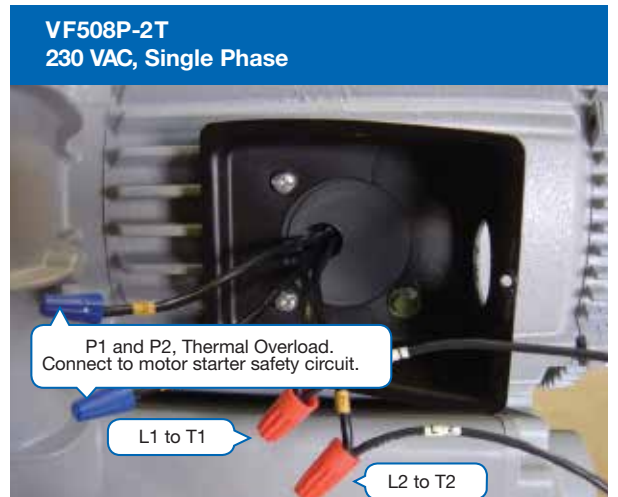 VF508P-2T
230 VAC, Single Phase
P1 and P2, Thermal Overload.
Connect to motor starter safety circuit.
L1 to T1
L2 to T2